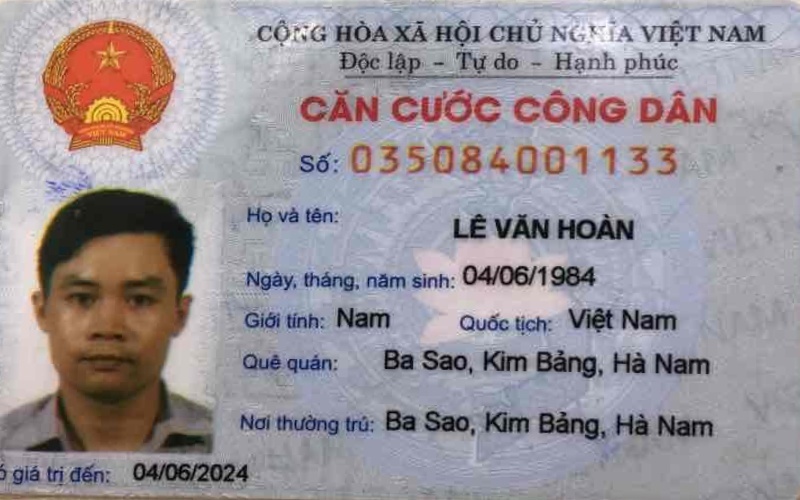 CỘNG HÒA XÃ HỘI CHỦ NGHĨA VIỆT NAM
Độc lập - Tự do - Hạnh phúc
CĂN CƯỚC CÔNG DÂN
Số: 035084001133
Họ và tên: LÊ VĂN HOÀN
Ngày, tháng, năm sinh: 04/06/1984
Giới tính: Nam Quốc tịch: Việt Nam
Quê quán: Ba Sao, Kim Bảng, Hà Nam
Nơi thường trú: Ba Sao, Kim Bảng, Hà Nam
ó giá trị đến: 04/06/2024
VIỆT NAM